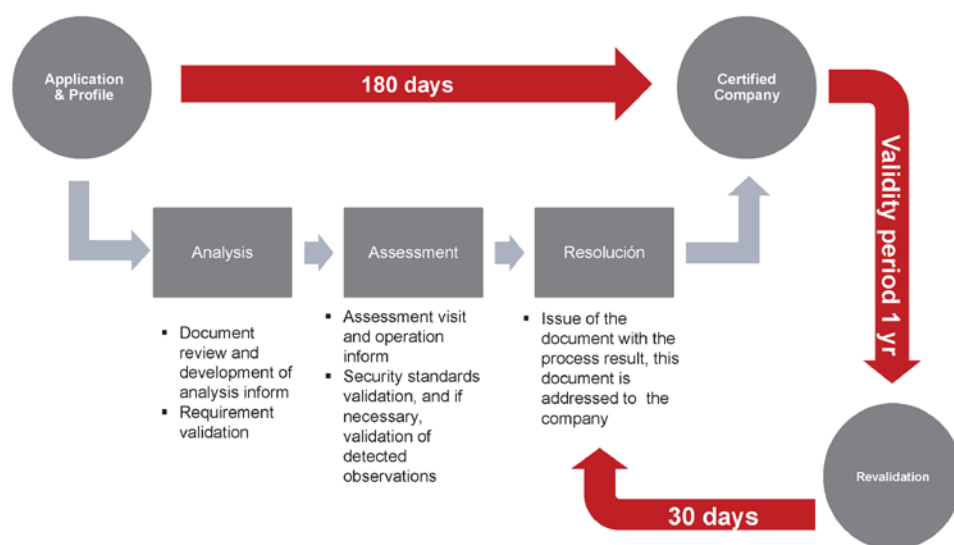 Application
& Profile
180 days
Certified
Company
Validity period 1 yr
Analysis
Assessment
Resolución
▪ Document
review and
development of
analysis inform
▪ Requirement
validation
▪ Assessment visit
and operation
inform
▪ Security standards
validation, and if
necessary,
validation of
detected
observations
▪ Issue of the
document with the
process result, this
document is
addressed to the
company
Revalidation
30 days